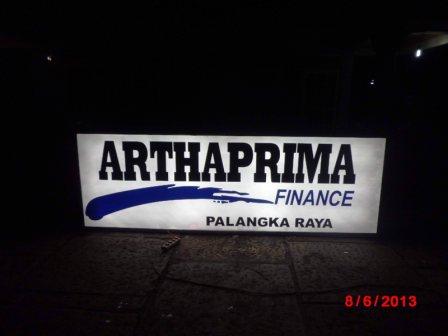 ARTHAPRIMA
FINANCE
PALANGKA RAYA
8/6/2013